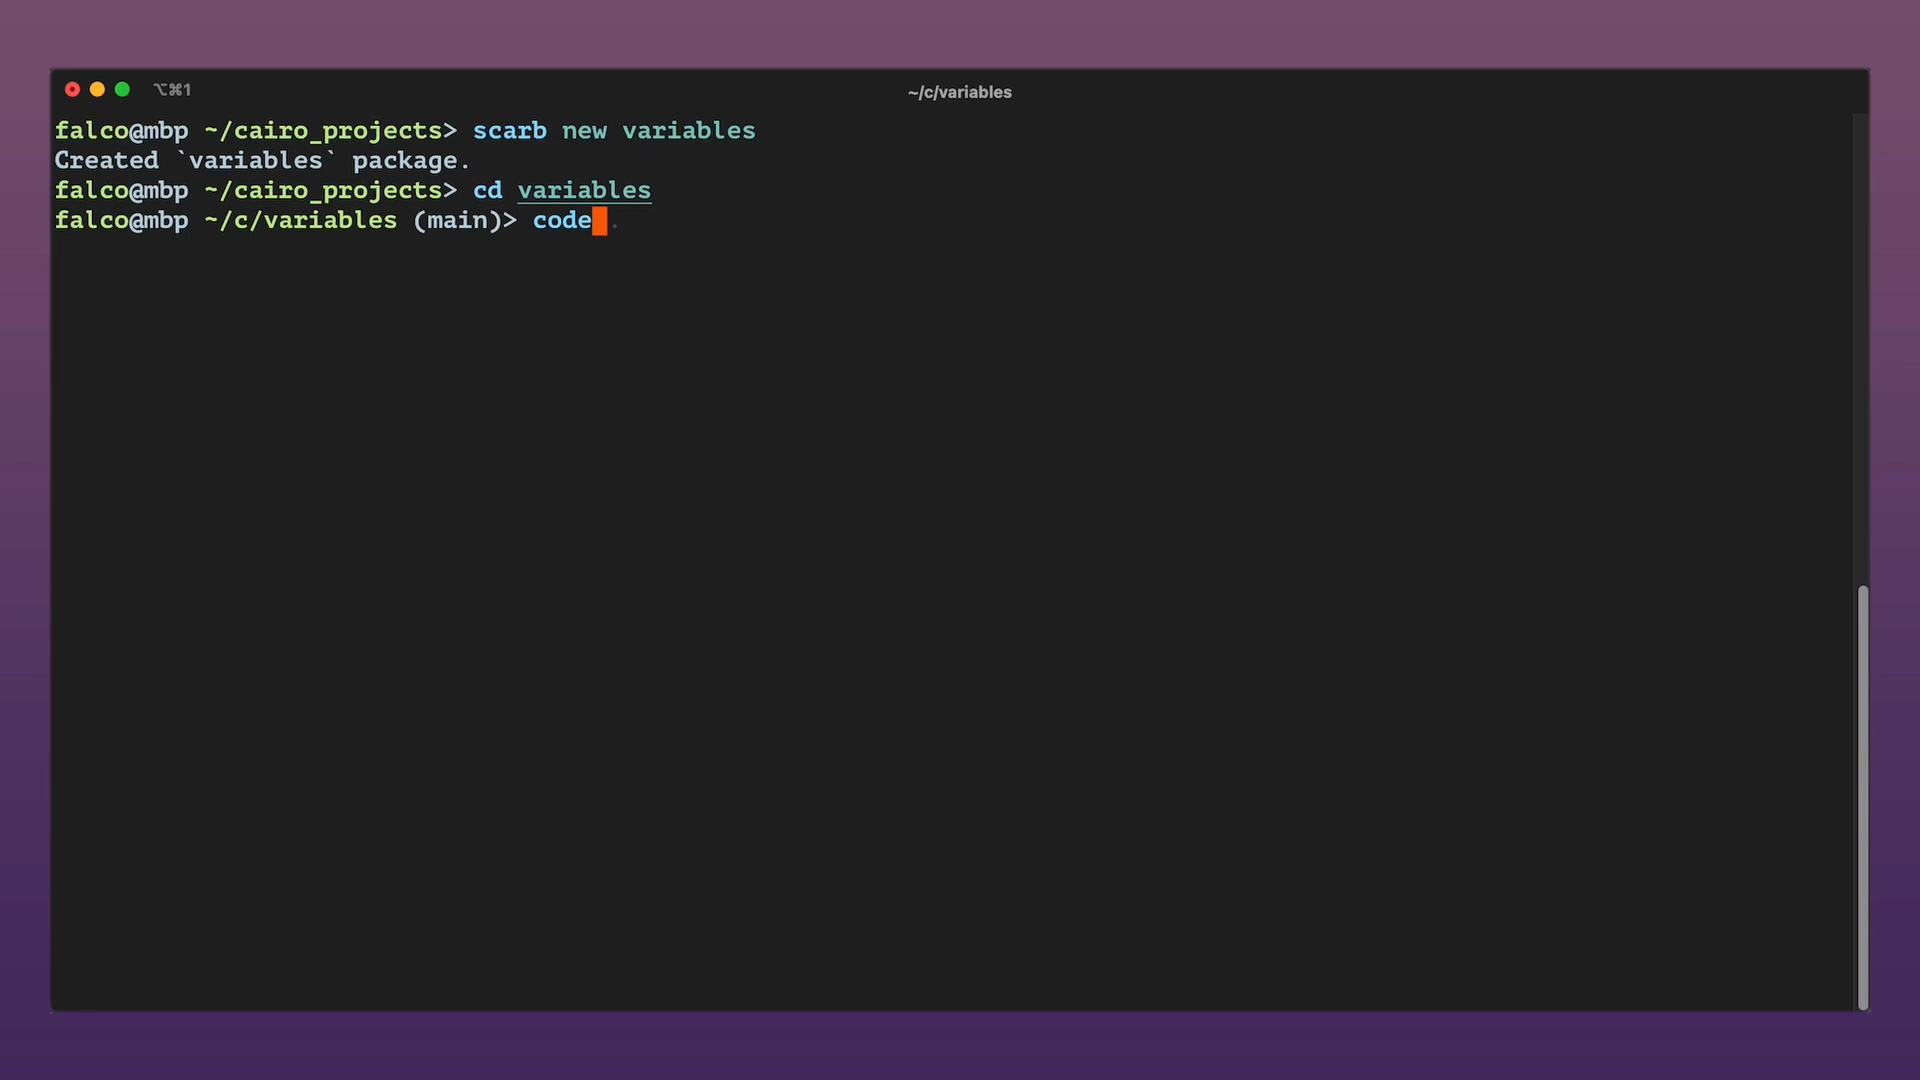 ⌥⌘1
~/c/variables
falco@mbp ~/cairo_projects> scarb new variables
Created `variables` package.
falco@mbp ~/cairo_projects> cd variables
falco@mbp ~/c/variables (main)> code .